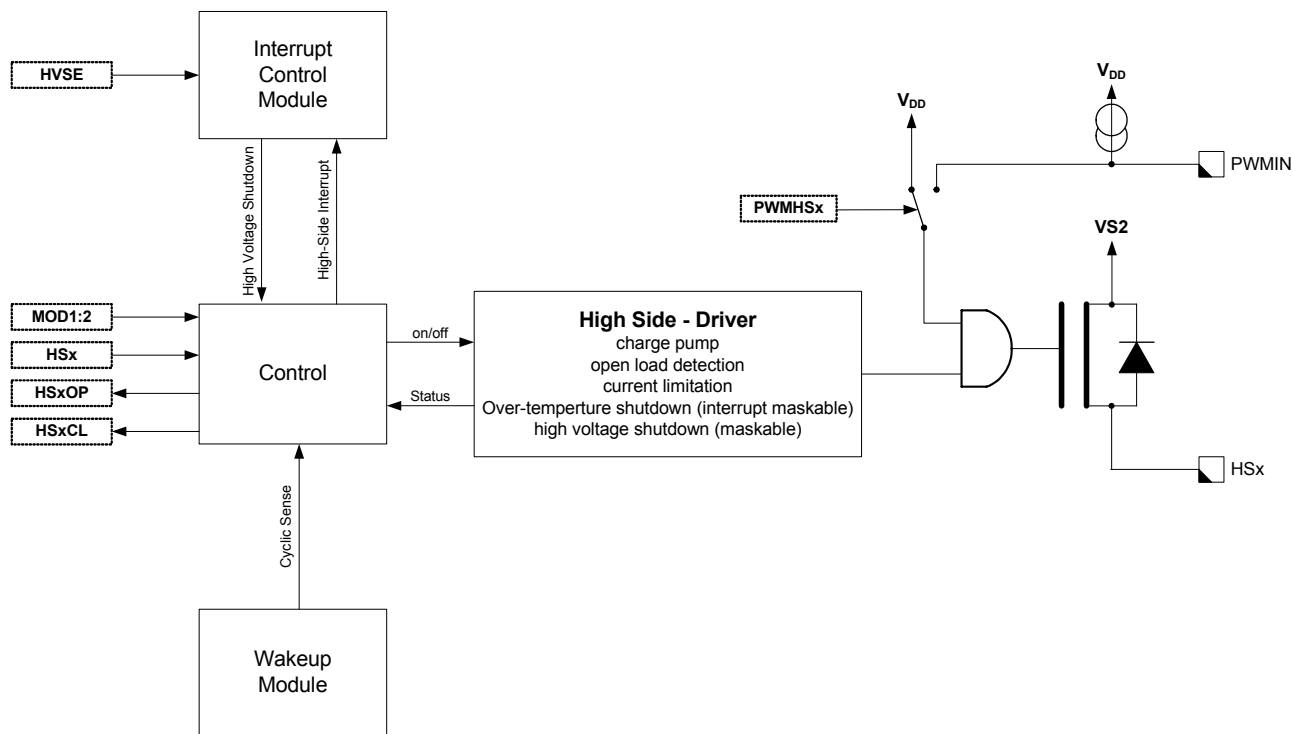 Interrupt
Control
Module
HVSE
High Voltage Shutdown
High-Side Interrupt
VDD
VDD
PWMIN
PWMHSx
VS2
MOD1:2
HSx
HSxOP
HSxCL
Control
on/off
Status
High Side - Driver
charge pump
open load detection
current limitation
Over-temperture shutdown (interrupt maskable)
high voltage shutdown (maskable)
HSx
Cyclic Sense
Wakeup
Module